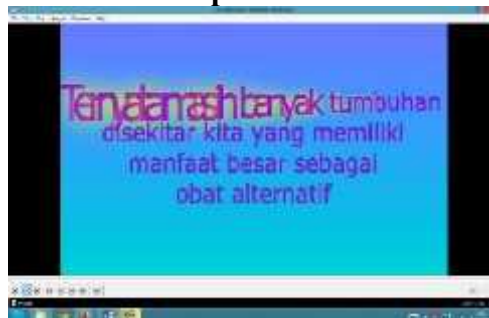 Ternyata masih banyak tumbuhan
disekitar kita yang memiliki
manfaat besar sebagai
obat alternatif